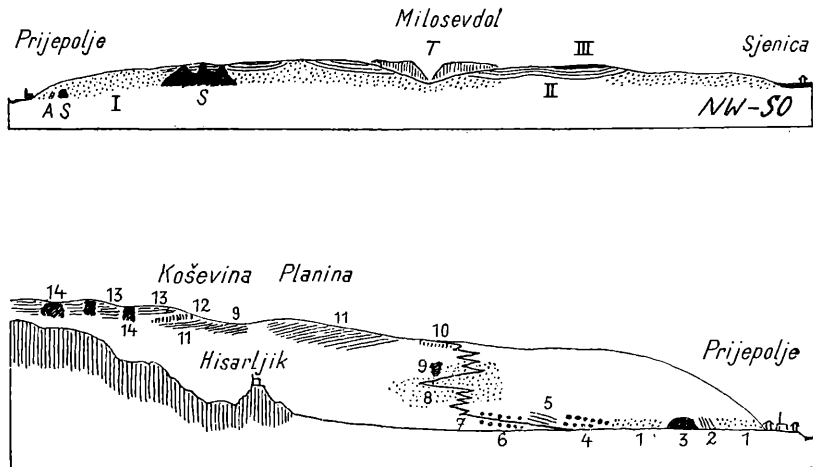 Milosevdol
Prijepolje T III Sjenica
A S I S II NW-SO
Koševina Planina
14 13 13 12 9 11 10
14 11
Hisarljik 9 Prijepolje
8
7 5
6 4 1 3 2 1